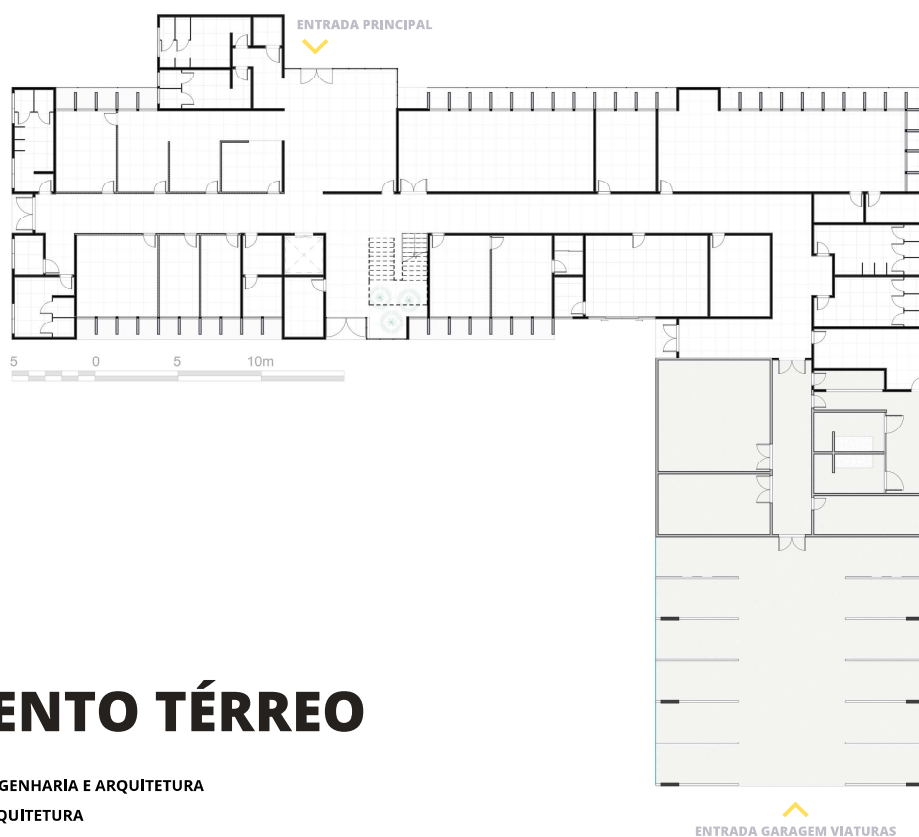 ENTRADA PRINCIPAL
5 0 5 10m
ENTO TÉRREO
GENHARIA E ARQUITETURA
QUITETURA
ENTRADA GARAGEM VIATURAS